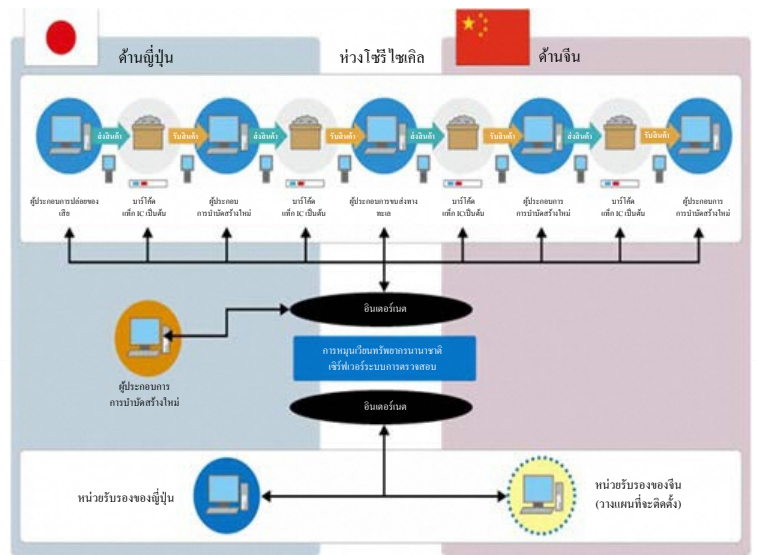 ด้านญี่ปุ่น
ห่วงโซ่รีไซเคิล
ด้านจีน
ส่งสินค้า
รับสินค้า
ส่งสินค้า
รับสินค้า
ส่งสินค้า
รับสินค้า
ส่งสินค้า
รับสินค้า
ผู้ประกอบการปล่อยของ
เสีย
บาร์โค้ด
แท็ก IC เป็นต้น
ผู้ประกอบ
การบำบัดสร้างใหม่
บาร์โค้ด
แท็ก IC เป็นต้น
ผู้ประกอบการขนส่งทาง
ทะเล
บาร์โค้ด
แท็ก IC เป็นต้น
ผู้ประกอบการ
การบำบัดสร้างใหม่
บาร์โค้ด
แท็ก IC เป็นต้น
ผู้ประกอบการ
การบำบัดสร้างใหม่
อินเตอร์เนต
การหมุนเวียนทรัพยากรนานาชาติ
เซิร์ฟเวอร์ระบบการตรวจสอบ
ผู้ประกอบการ
การบำบัดสร้างใหม่
อินเตอร์เนต
หน่วยรับรองของญี่ปุ่น
หน่วยรับรองของจีน
(วางแผนที่จะติดตั้ง)